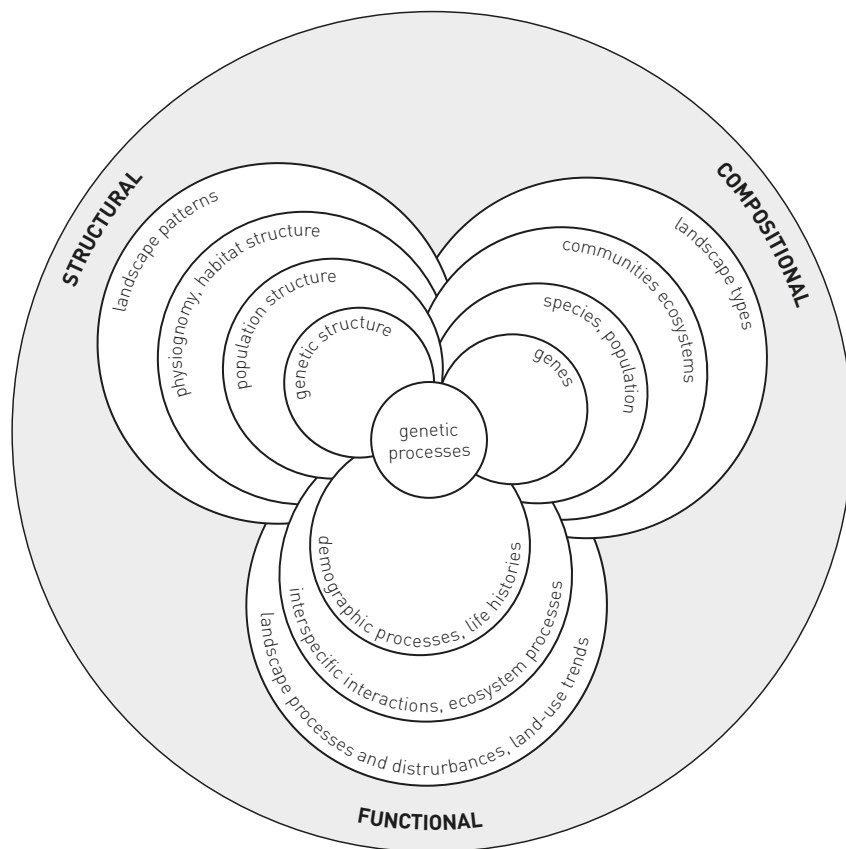 STRUCTURAL
landscape patterns
physiognomy, habitat structure
population structure
genetic structure
COMPOSITIONAL
landscape types
communities ecosystems
species, population
genes
genetic
processes
demographic processes, life histories
interspecific interactions, ecosystem processes
landscape processes and distrurbances, land-use trends
FUNCTIONAL